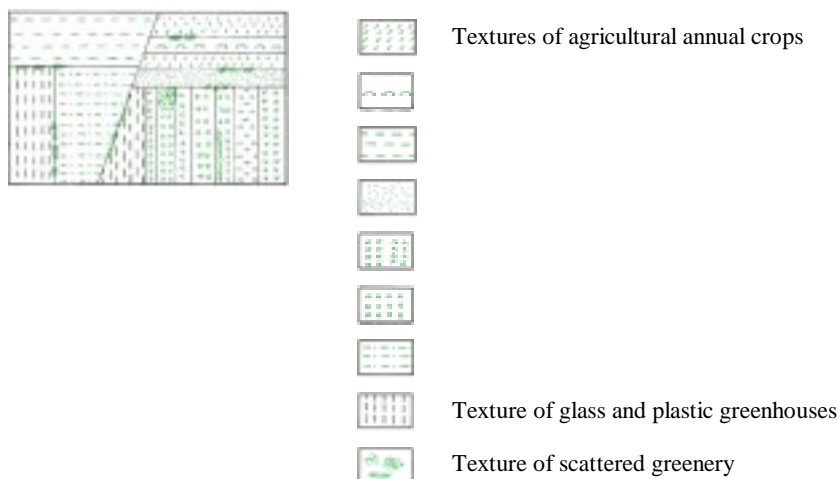 Textures of agricultural annual crops
Texture of glass and plastic greenhouses
Texture of scattered greenery